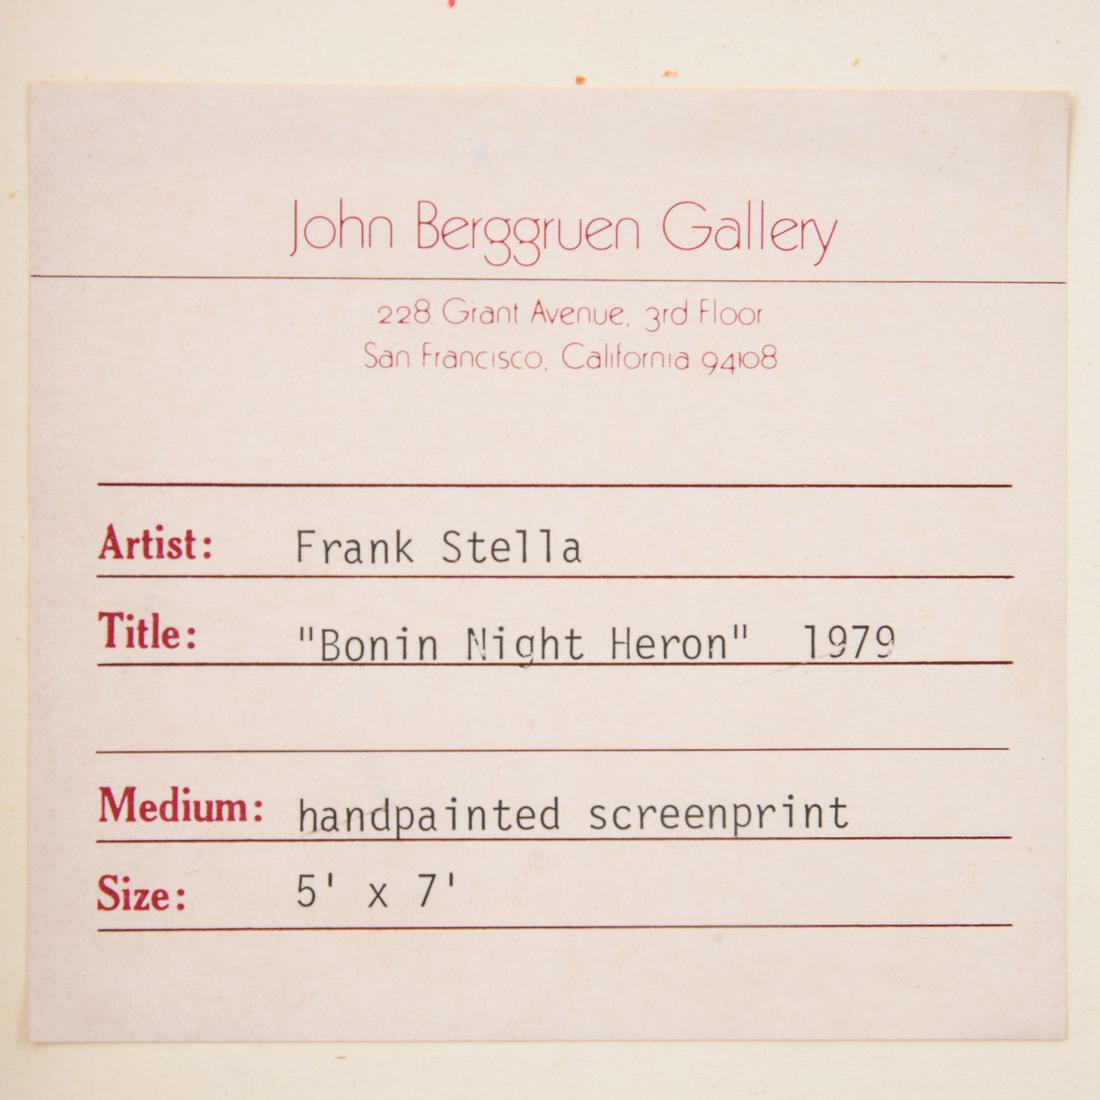 John Berggruen Gallery
228 Grant Avenue, 3rd Floor
San Francisco, California 94108
Artist: Frank Stella
Title: "Bonin Night Heron" 1979
Medium: handpainted screenprint
Size: 5' x 7'